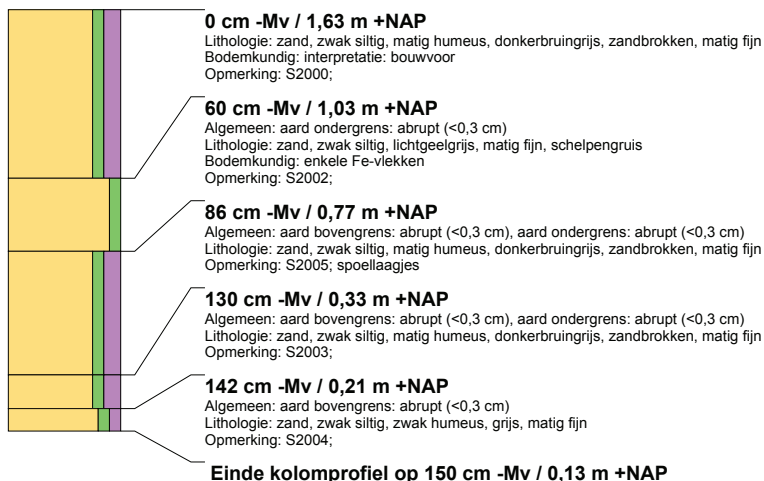 0 cm -Mv / 1,63 m +NAP
Lithologie: zand, zwak siltig, matig humeus, donkerbruingrijs, zandbrokken, matig fijn
Bodemkundig: interpretatie: bouwvoor
Opmerking: S2000;
60 cm -Mv / 1,03 m +NAP
Algemeen: aard ondergrens: abrupt (<0,3 cm)
Lithologie: zand, zwak siltig, lichtgeelgrijs, matig fijn, schelpengruis
Bodemkundig: enkele Fe-vlekken
Opmerking: S2002;
86 cm -Mv / 0,77 m +NAP
Algemeen: aard bovengrens: abrupt (<0,3 cm), aard ondergrens: abrupt (<0,3 cm)
Lithologie: zand, zwak siltig, matig humeus, donkerbruingrijs, zandbrokken, matig fijn
Opmerking: S2005; spoellaagjes
130 cm -Mv / 0,33 m +NAP
Algemeen: aard bovengrens: abrupt (<0,3 cm), aard ondergrens: abrupt (<0,3 cm)
Lithologie: zand, zwak siltig, matig humeus, donkerbruingrijs, zandbrokken, matig fijn
Opmerking: S2003;
142 cm -Mv / 0,21 m +NAP
Algemeen: aard bovengrens: abrupt (<0,3 cm)
Lithologie: zand, zwak siltig, zwak humeus, grijs, matig fijn
Opmerking: S2004;
Einde kolomprofiel op 150 cm -Mv / 0,13 m +NAP